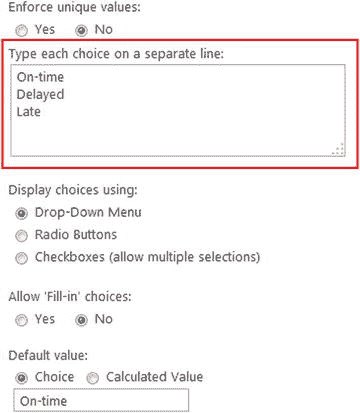 Enforce unique values:
Yes No
Type each choice on a separate line:
On-time
Delayed
Late
Display choices using:
Drop-Down Menu
Radio Buttons
Checkboxes (allow multiple selections)
Allow 'Fill-in' choices:
Yes No
Default value:
Choice Calculated Value
On-time